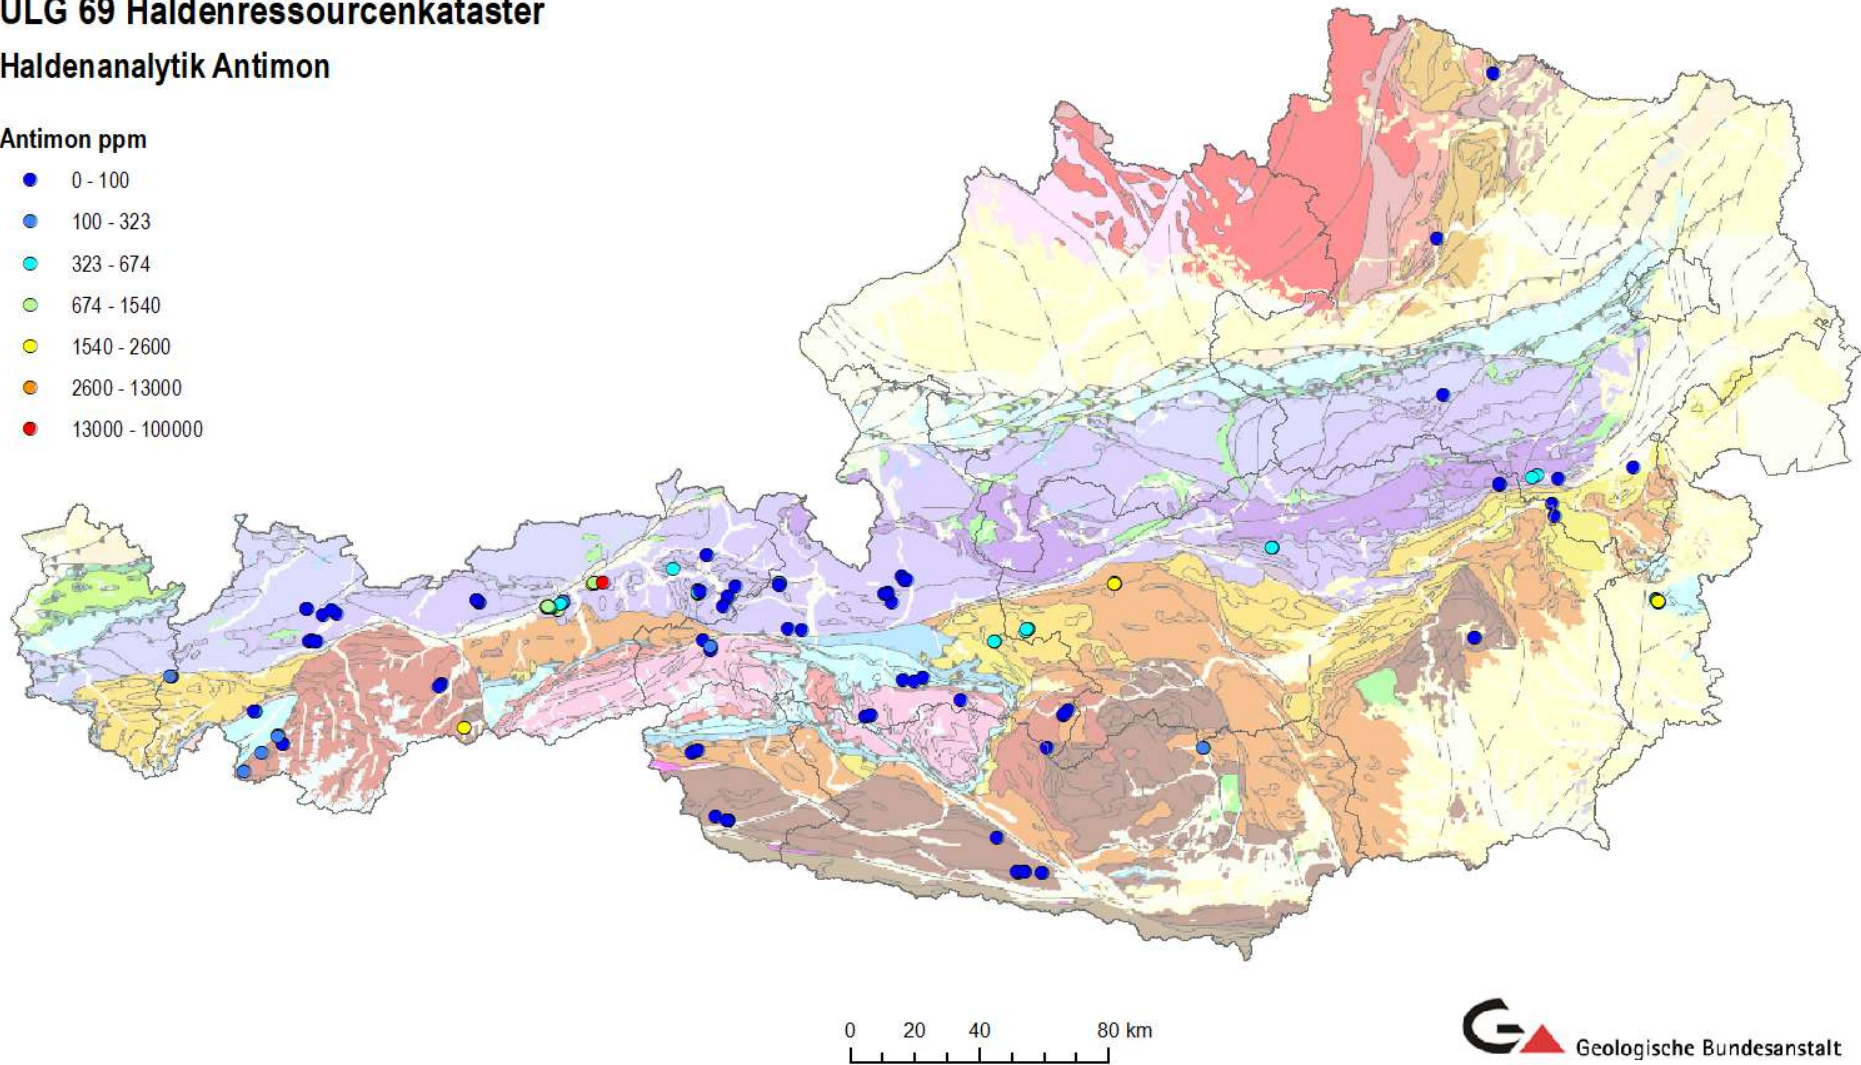 ULG 69 Haldenressourcenkataster
Haldenanalytik Antimon
Antimon ppm
0 - 100
100 - 323
323 - 674
674 - 1540
1540 - 2600
2600 - 13000
13000 - 100000
0 20 40 80 km
Geologische Bundesanstalt